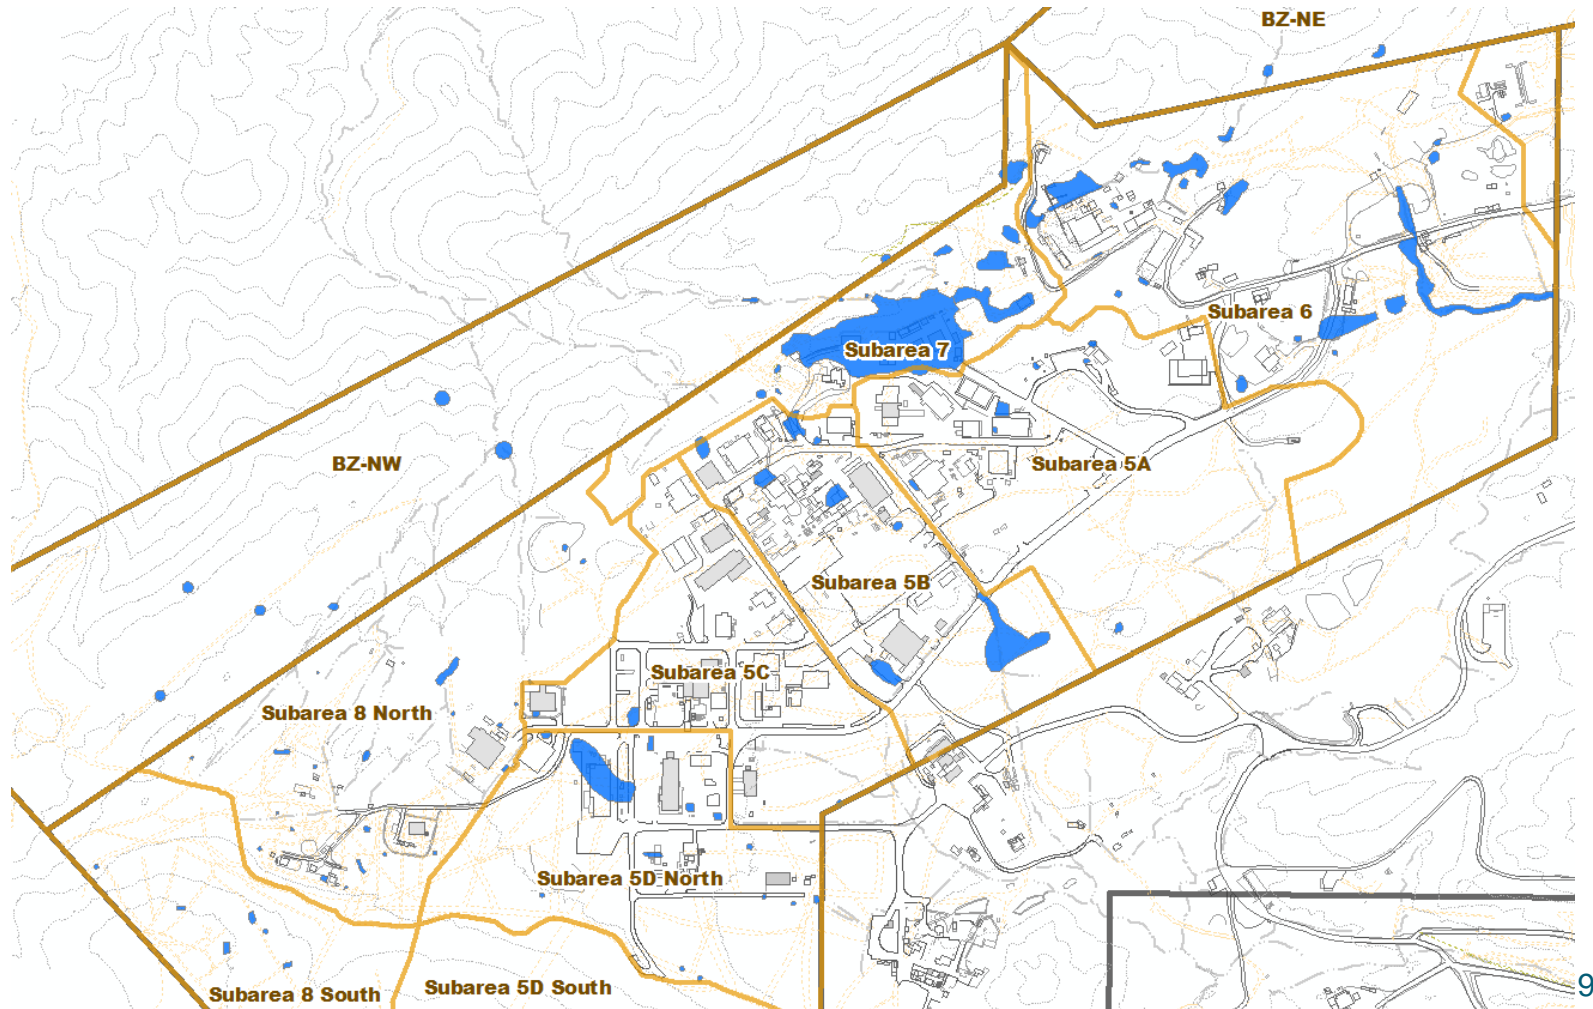 BZ-NE
Subarea 6
Subarea 7
BZ-NW
Subarea 5A
Subarea 5B
Subarea 5C
Subarea 8 North
Subarea 5D North
Subarea 5D South
Subarea 8 South
9